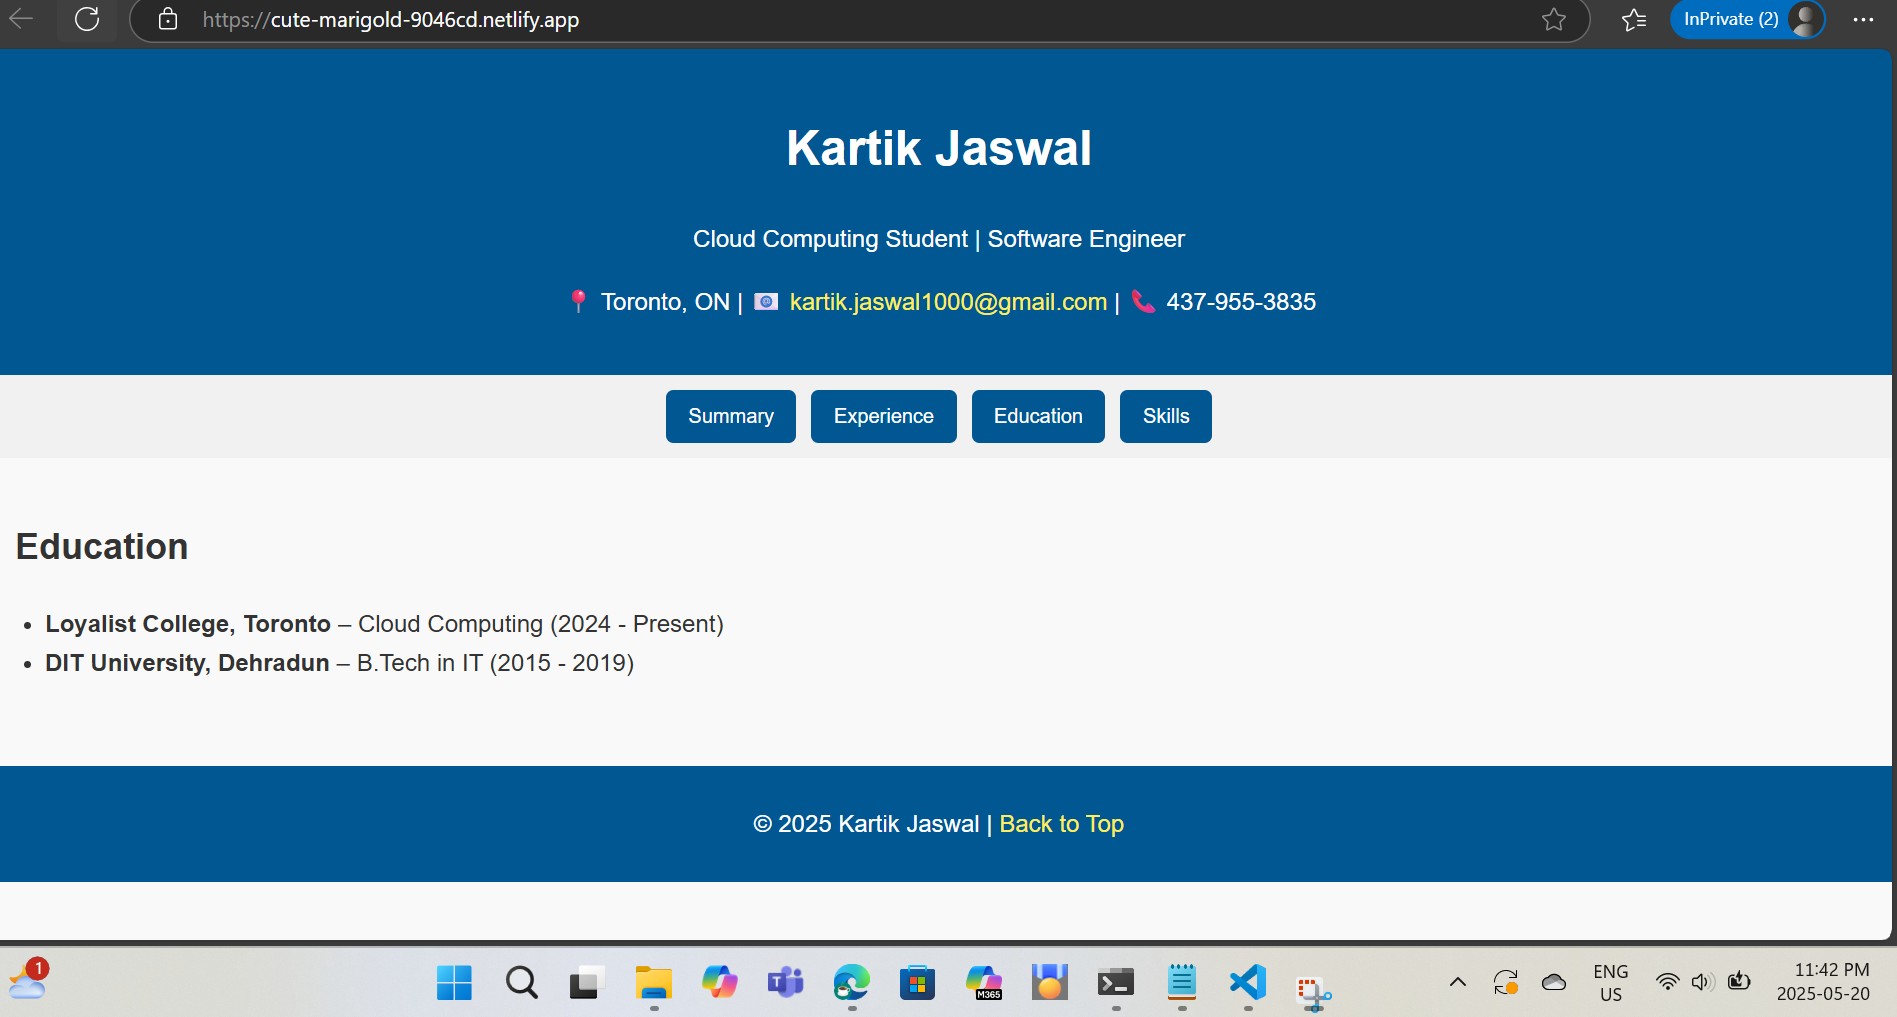 https://cute-marigold-9046cd.netlify.app
InPrivate (2)
Kartik Jaswal
Cloud Computing Student | Software Engineer
Toronto, ON | kartik.jaswal1000@gmail.com | 437-955-3835
Summary Experience Education Skills
Education
• Loyalist College, Toronto – Cloud Computing (2024 - Present)
• DIT University, Dehradun – B.Tech in IT (2015 - 2019)
© 2025 Kartik Jaswal | Back to Top
1
M365
ENG
US
11:42 PM
2025-05-20